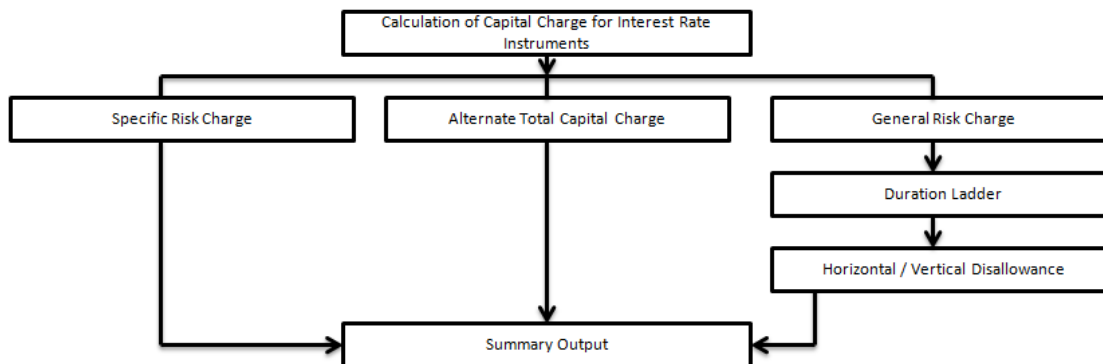 Calculation of Capital Charge for Interest Rate
Instruments
Specific Risk Charge
Alternate Total Capital Charge
General Risk Charge
Duration Ladder
Horizontal / Vertical Disallowance
Summary Output